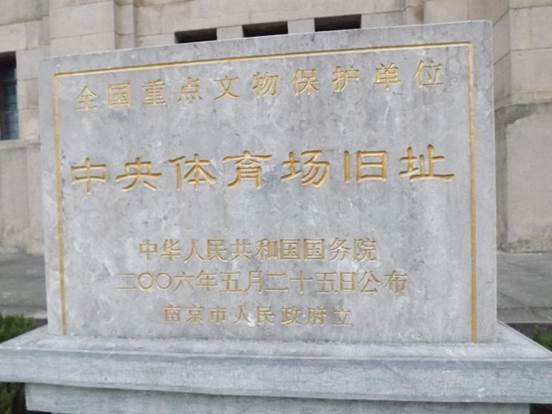 全国重点文物保护单位
中央体育场旧址
中华人民共和国国务院
二〇〇六年五月二十五日公布
南京市人民政府立